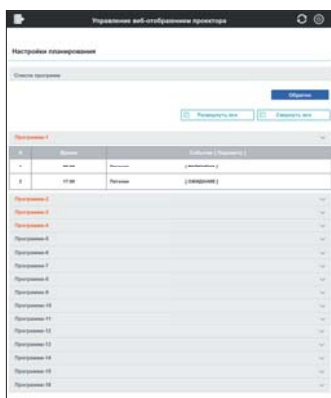 Управление веб-отображением проектора
Настройки планирования
Список программ
Обратно
Развернуть все Свернуть все
Программа-1
# Время Событие [ Параметр ]
2 17:00 Питание [ ОЖИДАНИЕ ]
Программа-2
Программа-3
Программа-4
Программа-5
Программа-6
Программа-7
Программа-8
Программа-9
Программа-10
Программа-11
Программа-12
Программа-13
Программа-14
Программа-15
Программа-16